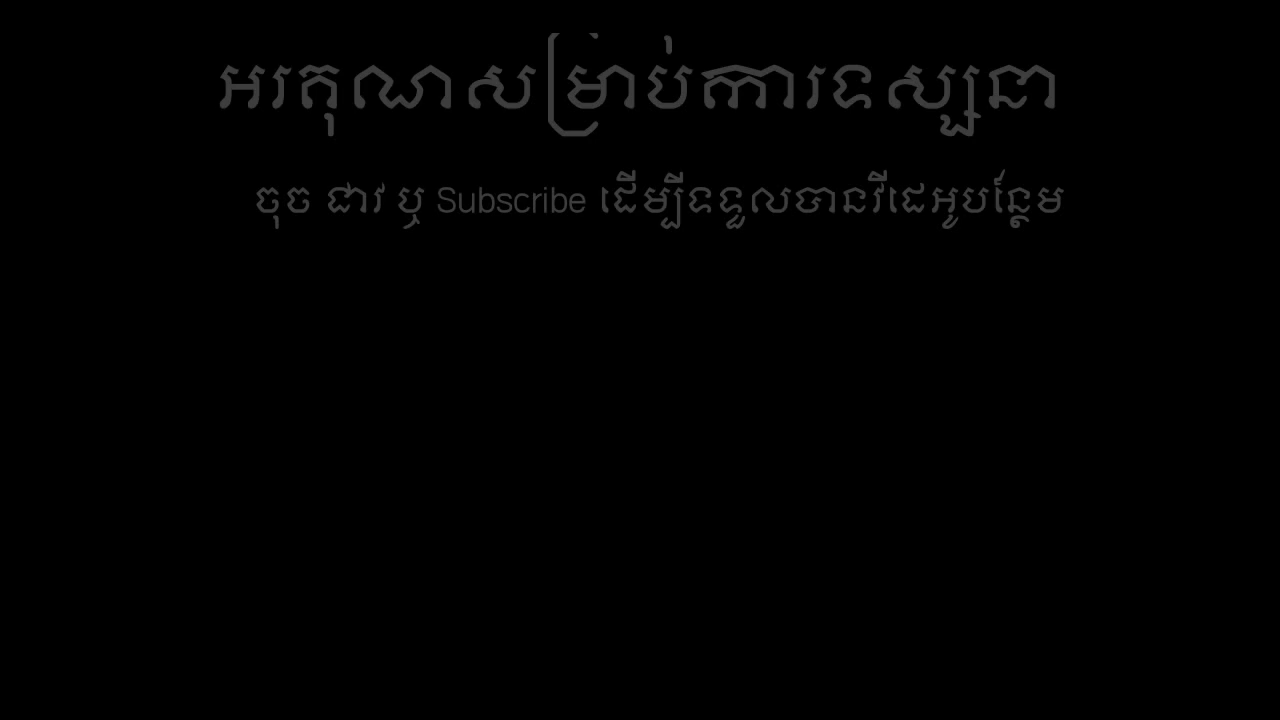 អរគុណសម្រាប់ការទស្សនា
ចុច ជាវ ឬ Subscribe ដើម្បីទទួលបានវីដេអូបន្ថែម